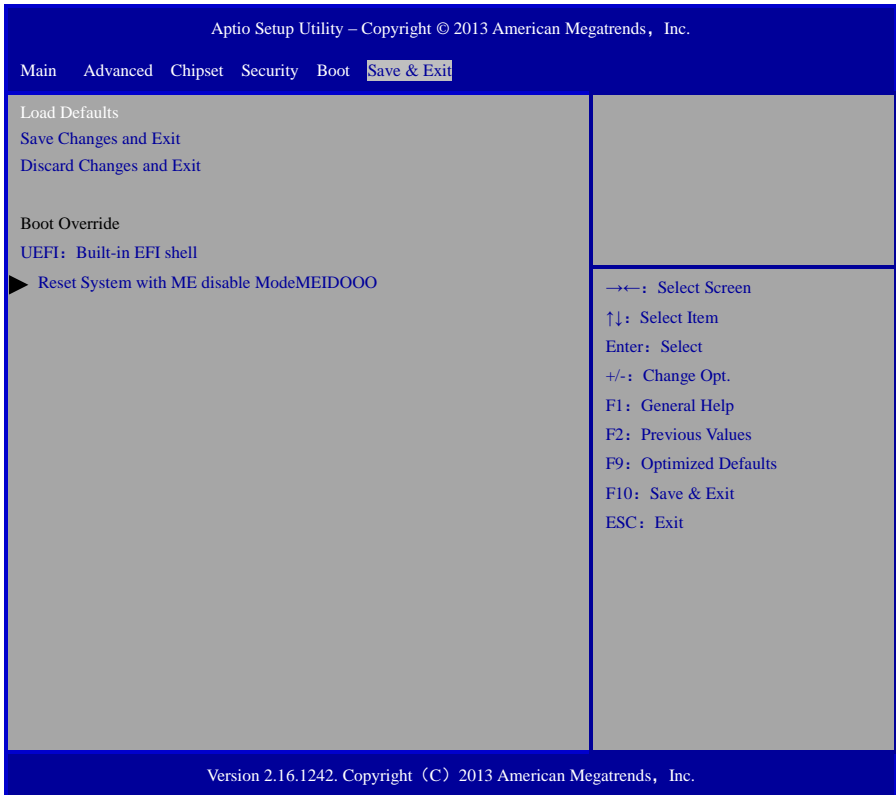 Aptio Setup Utility – Copyright © 2013 American Megatrends，Inc.
Main Advanced Chipset Security Boot Save & Exit
Load Defaults
Save Changes and Exit
Discard Changes and Exit
Boot Override
UEFI：Built-in EFI shell
Reset System with ME disable ModeMEIDOOO
→←：Select Screen
↑↓：Select Item
Enter：Select
+/-：Change Opt.
F1：General Help
F2：Previous Values
F9：Optimized Defaults
F10：Save & Exit
ESC：Exit
Version 2.16.1242. Copyright（C）2013 American Megatrends，Inc.